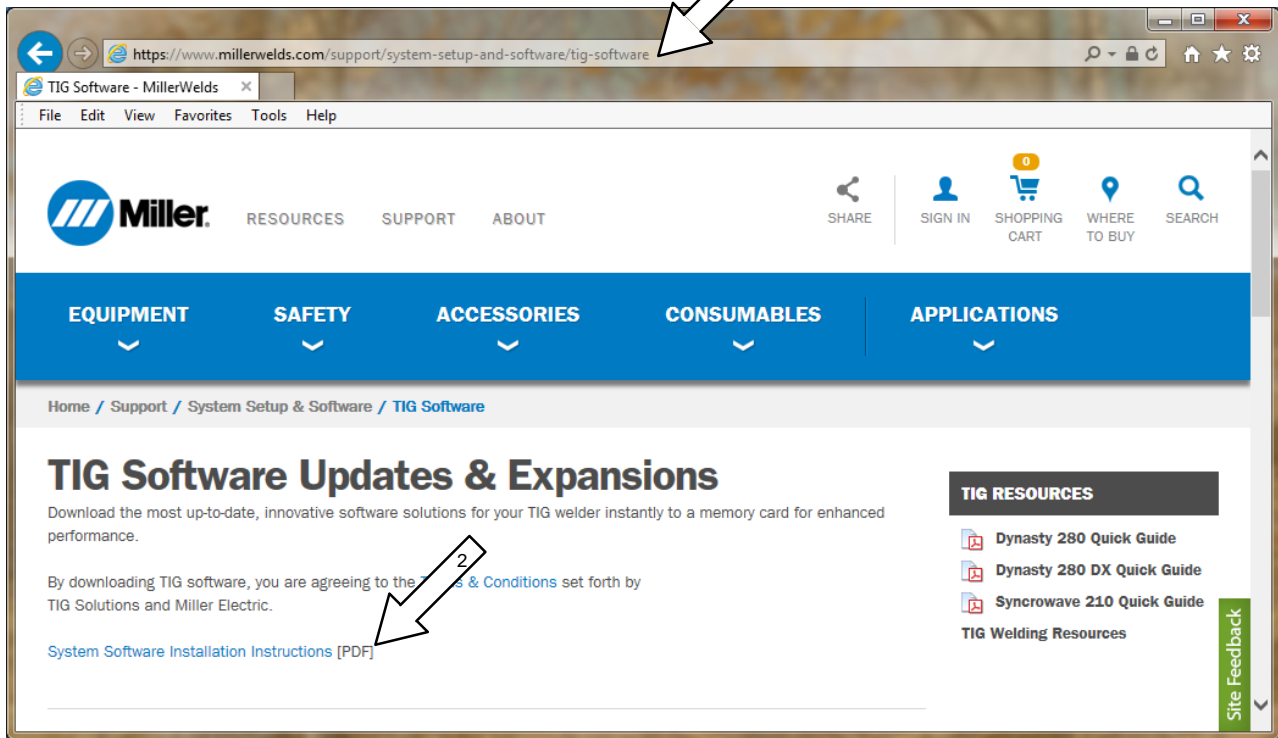 https://www.millerwelds.com/support/system-setup-and-software/tig-software
TIG Software - MillerWelds
File Edit View Favorites Tools Help
0
Miller.
RESOURCES SUPPORT ABOUT
SHARE SIGN IN SHOPPING CART WHERE TO BUY SEARCH
EQUIPMENT SAFETY ACCESSORIES CONSUMABLES APPLICATIONS
Home / Support / System Setup & Software / TIG Software
TIG Software Updates & Expansions
Download the most up-to-date, innovative software solutions for your TIG welder instantly to a memory card for enhanced
performance.
2
By downloading TIG software, you are agreeing to the & Conditions set forth by
TIG Solutions and Miller Electric.
System Software Installation Instructions [PDF]
TIG RESOURCES
Dynasty 280 Quick Guide
Dynasty 280 DX Quick Guide
Syncrowave 210 Quick Guide
TIG Welding Resources
Site Feedback